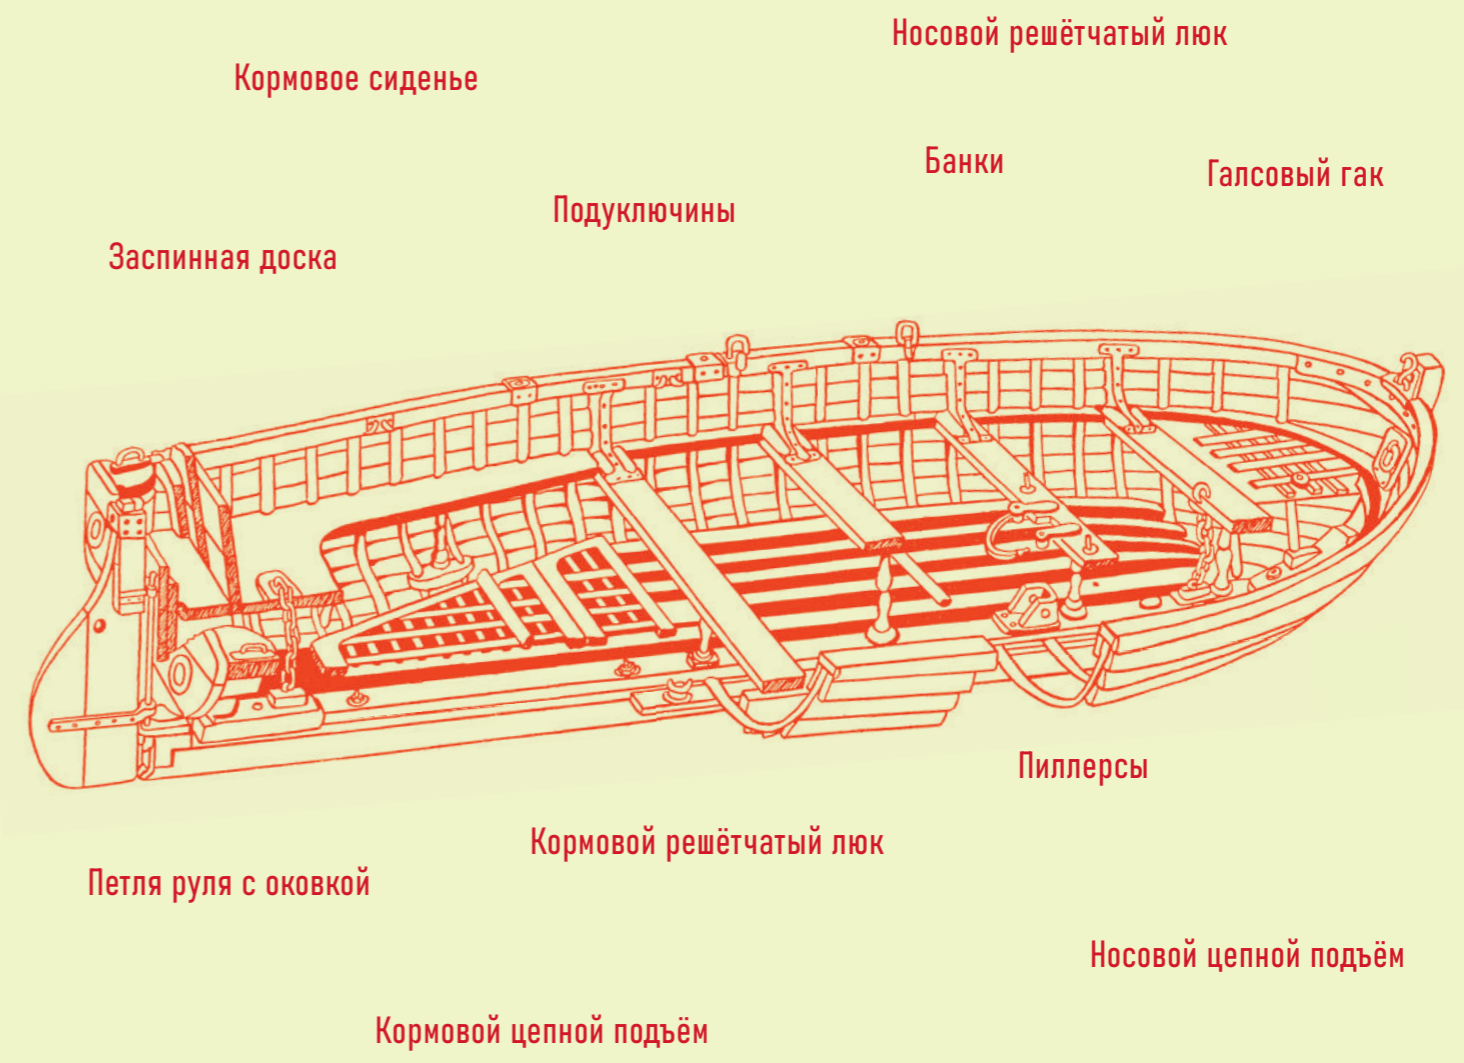 Носовой решётчатый люк
Кормовое сиденье
Банки
Галсовый гак
Подуключины
Заспинная доска
Пиллерсы
Кормовой решётчатый люк
Петля руля с оковкой
Носовой цепной подъём
Кормовой цепной подъём